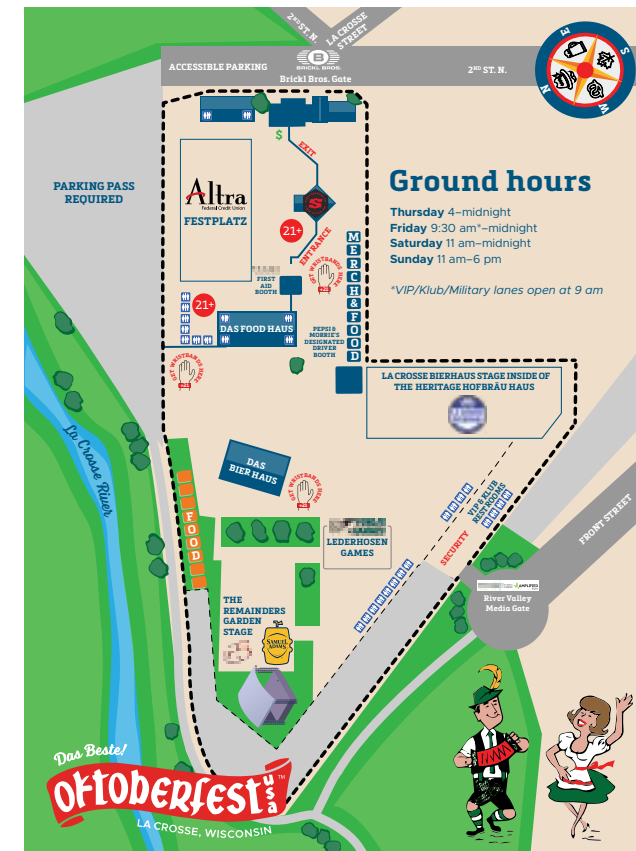 2ND ST. N.
LA CROSSE
STREET
ACCESSIBLE PARKING
B
BRICKL BROS.
Brickl Bros. Gate
2ND ST. N.
E
S
N
W
$
EXIT
PARKING PASS
REQUIRED
Altra
Federal Credit Union
FESTPLATZ
S
21+
ENTRANCE
Ground hours
Thursday 4–midnight
Friday 9:30 am*–midnight
Saturday 11 am–midnight
Sunday 11 am–6 pm
*VIP/Klub/Military lanes open at 9 am
MERCH&FOOD
GET WRISTBANDS HERE
FIRST
AID
BOOTH
21+
DAS FOOD HAUS
PEPSI &
MORRIE'S
DESIGNATED
DRIVER
BOOTH
GET WRISTBANDS HERE
LA CROSSE BIERHAUS STAGE INSIDE OF
THE HERITAGE HOFBRÄU HAUS
La Crosse River
DAS
BIER HAUS
GET WRISTBANDS HERE
VIP & KLUB
RESTROOMS
FOOD
LEDERHOSEN
GAMES
SECURITY
FRONT STREET
AMPLIFIED
River Valley
Media Gate
THE
REMAINDERS
GARDEN
STAGE
SAMUEL
ADAMS
Das Beste!
OKTOBERFEST USA™
LA CROSSE, WISCONSIN